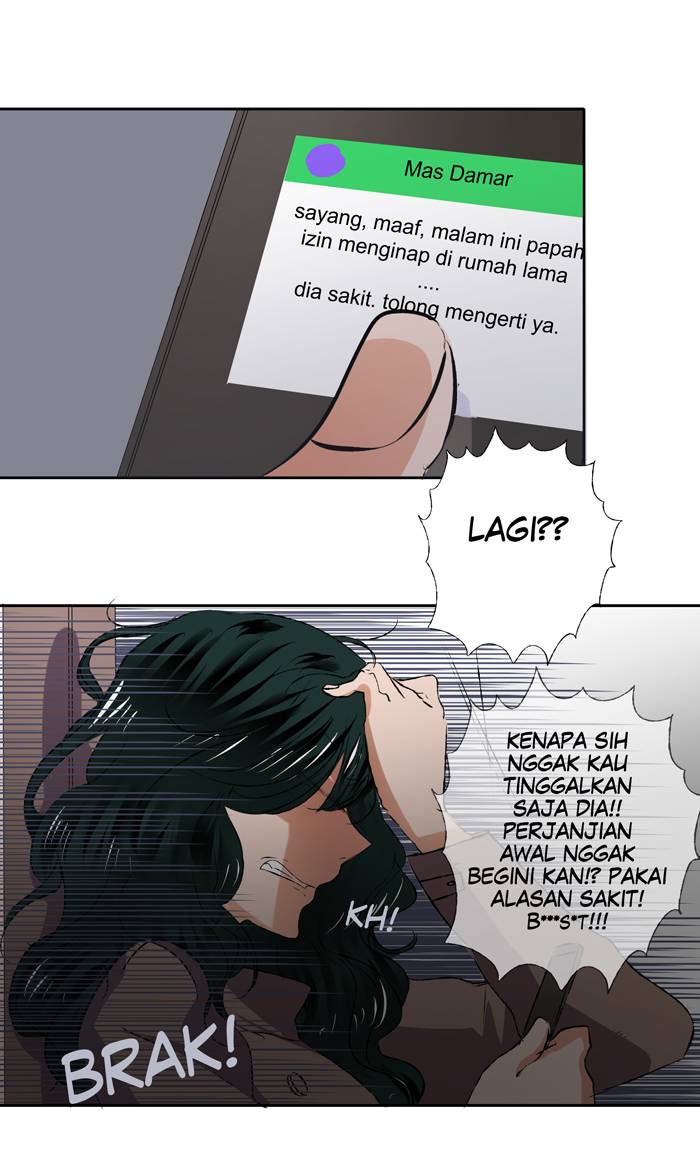 Mas Damar
sayang, maaf, malam ini papah
izin menginap di rumah lama
....
dia sakit. tolong mengerti ya.
LAGI??
KENAPA SIH
NGGAK KAU
TINGGALKAN
SAJA DIA!!
PERJANJIAN
AWAL NGGAK
BEGINI KAN!? PAKAI
ALASAN SAKIT!
B***S*T!!!
KH!
BRAK!